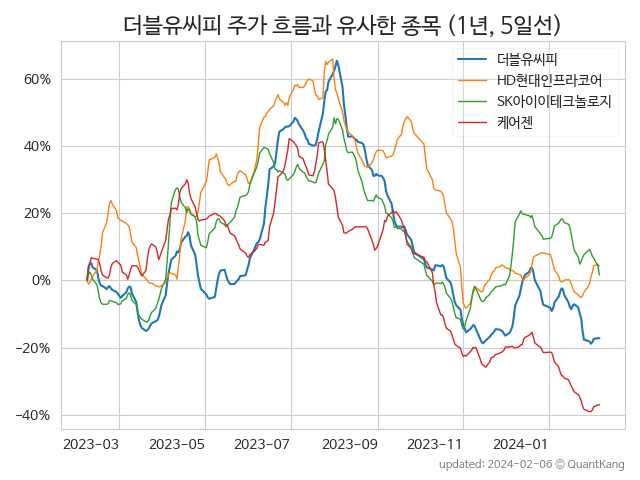 더블유씨피 주가 흐름과 유사한 종목 (1년, 5일선)
더블유씨피
HD현대인프라코어
SK아이이테크놀로지
케어젠
60%
40%
20%
0%
−20%
−40%
2023-03 2023-05 2023-07 2023-09 2023-11 2024-01
updated: 2024-02-06 © QuantKang